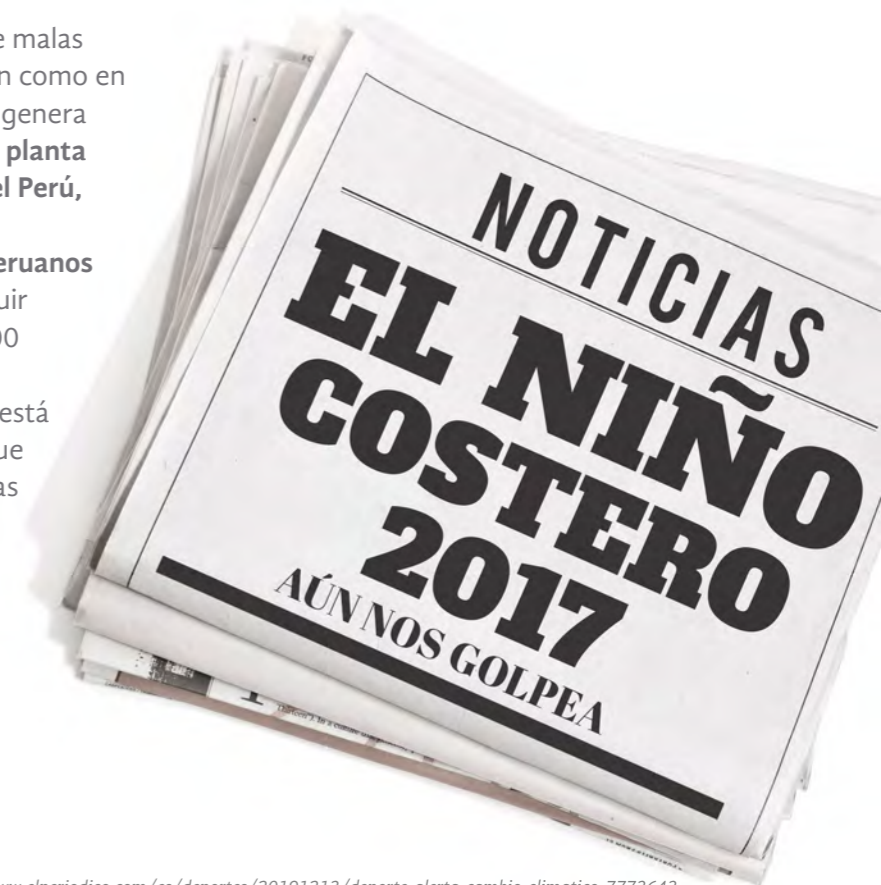 e malas
n como en
genera
planta
el Perú,
eruanos
uir
00
está
ue
as
NOTICIAS
EL NIÑO
COSTERO
2017
AÚN NOS GOLPEA